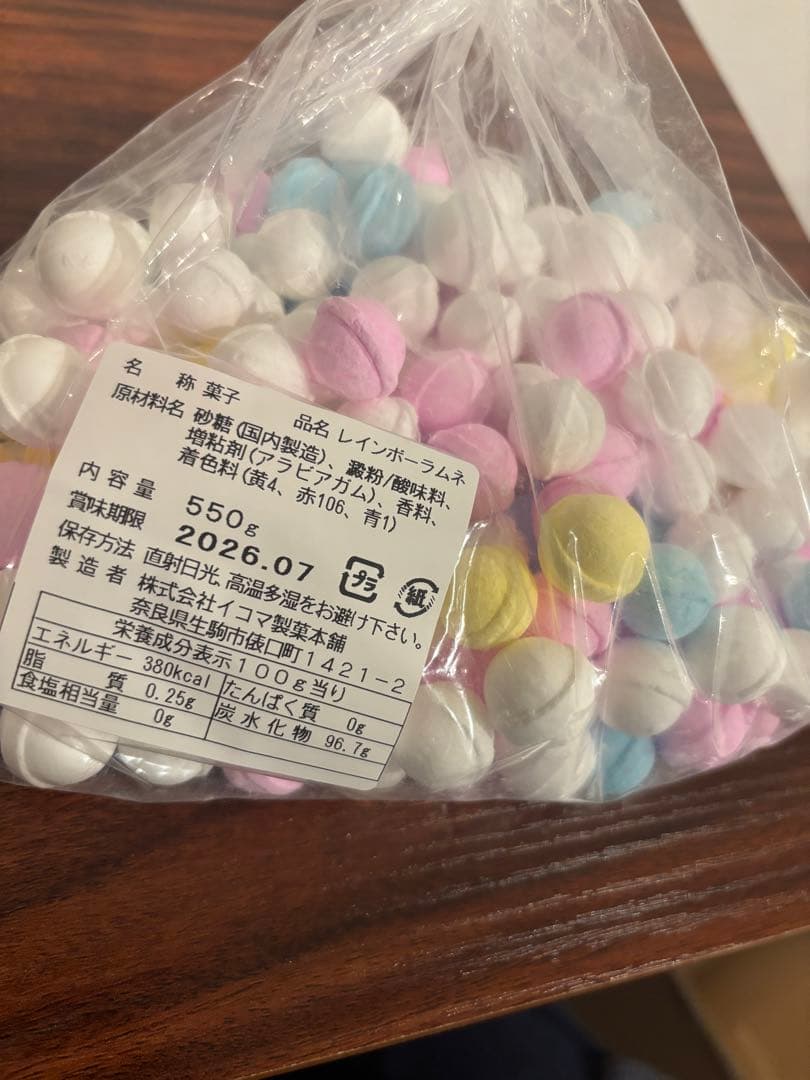 名称 菓子 品名 レインボーラムネ
原材料名 砂糖(国内製造)、澱粉/酸味料、
増粘剤(アラビアガム)、香料、
着色料(黄4、赤106、青1)
内容量 550g
賞味期限 2026.07
保存方法 直射日光、高温多湿をお避け下さい。
製造者 株式会社イコマ製菓本舗
奈良県生駒市俵口町1421-2
プラ 紙
栄養成分表示100g当り
エネルギー 380kcal たんぱく質 0g
脂質 0.25g 炭水化物 96.7g
食塩相当量 0g